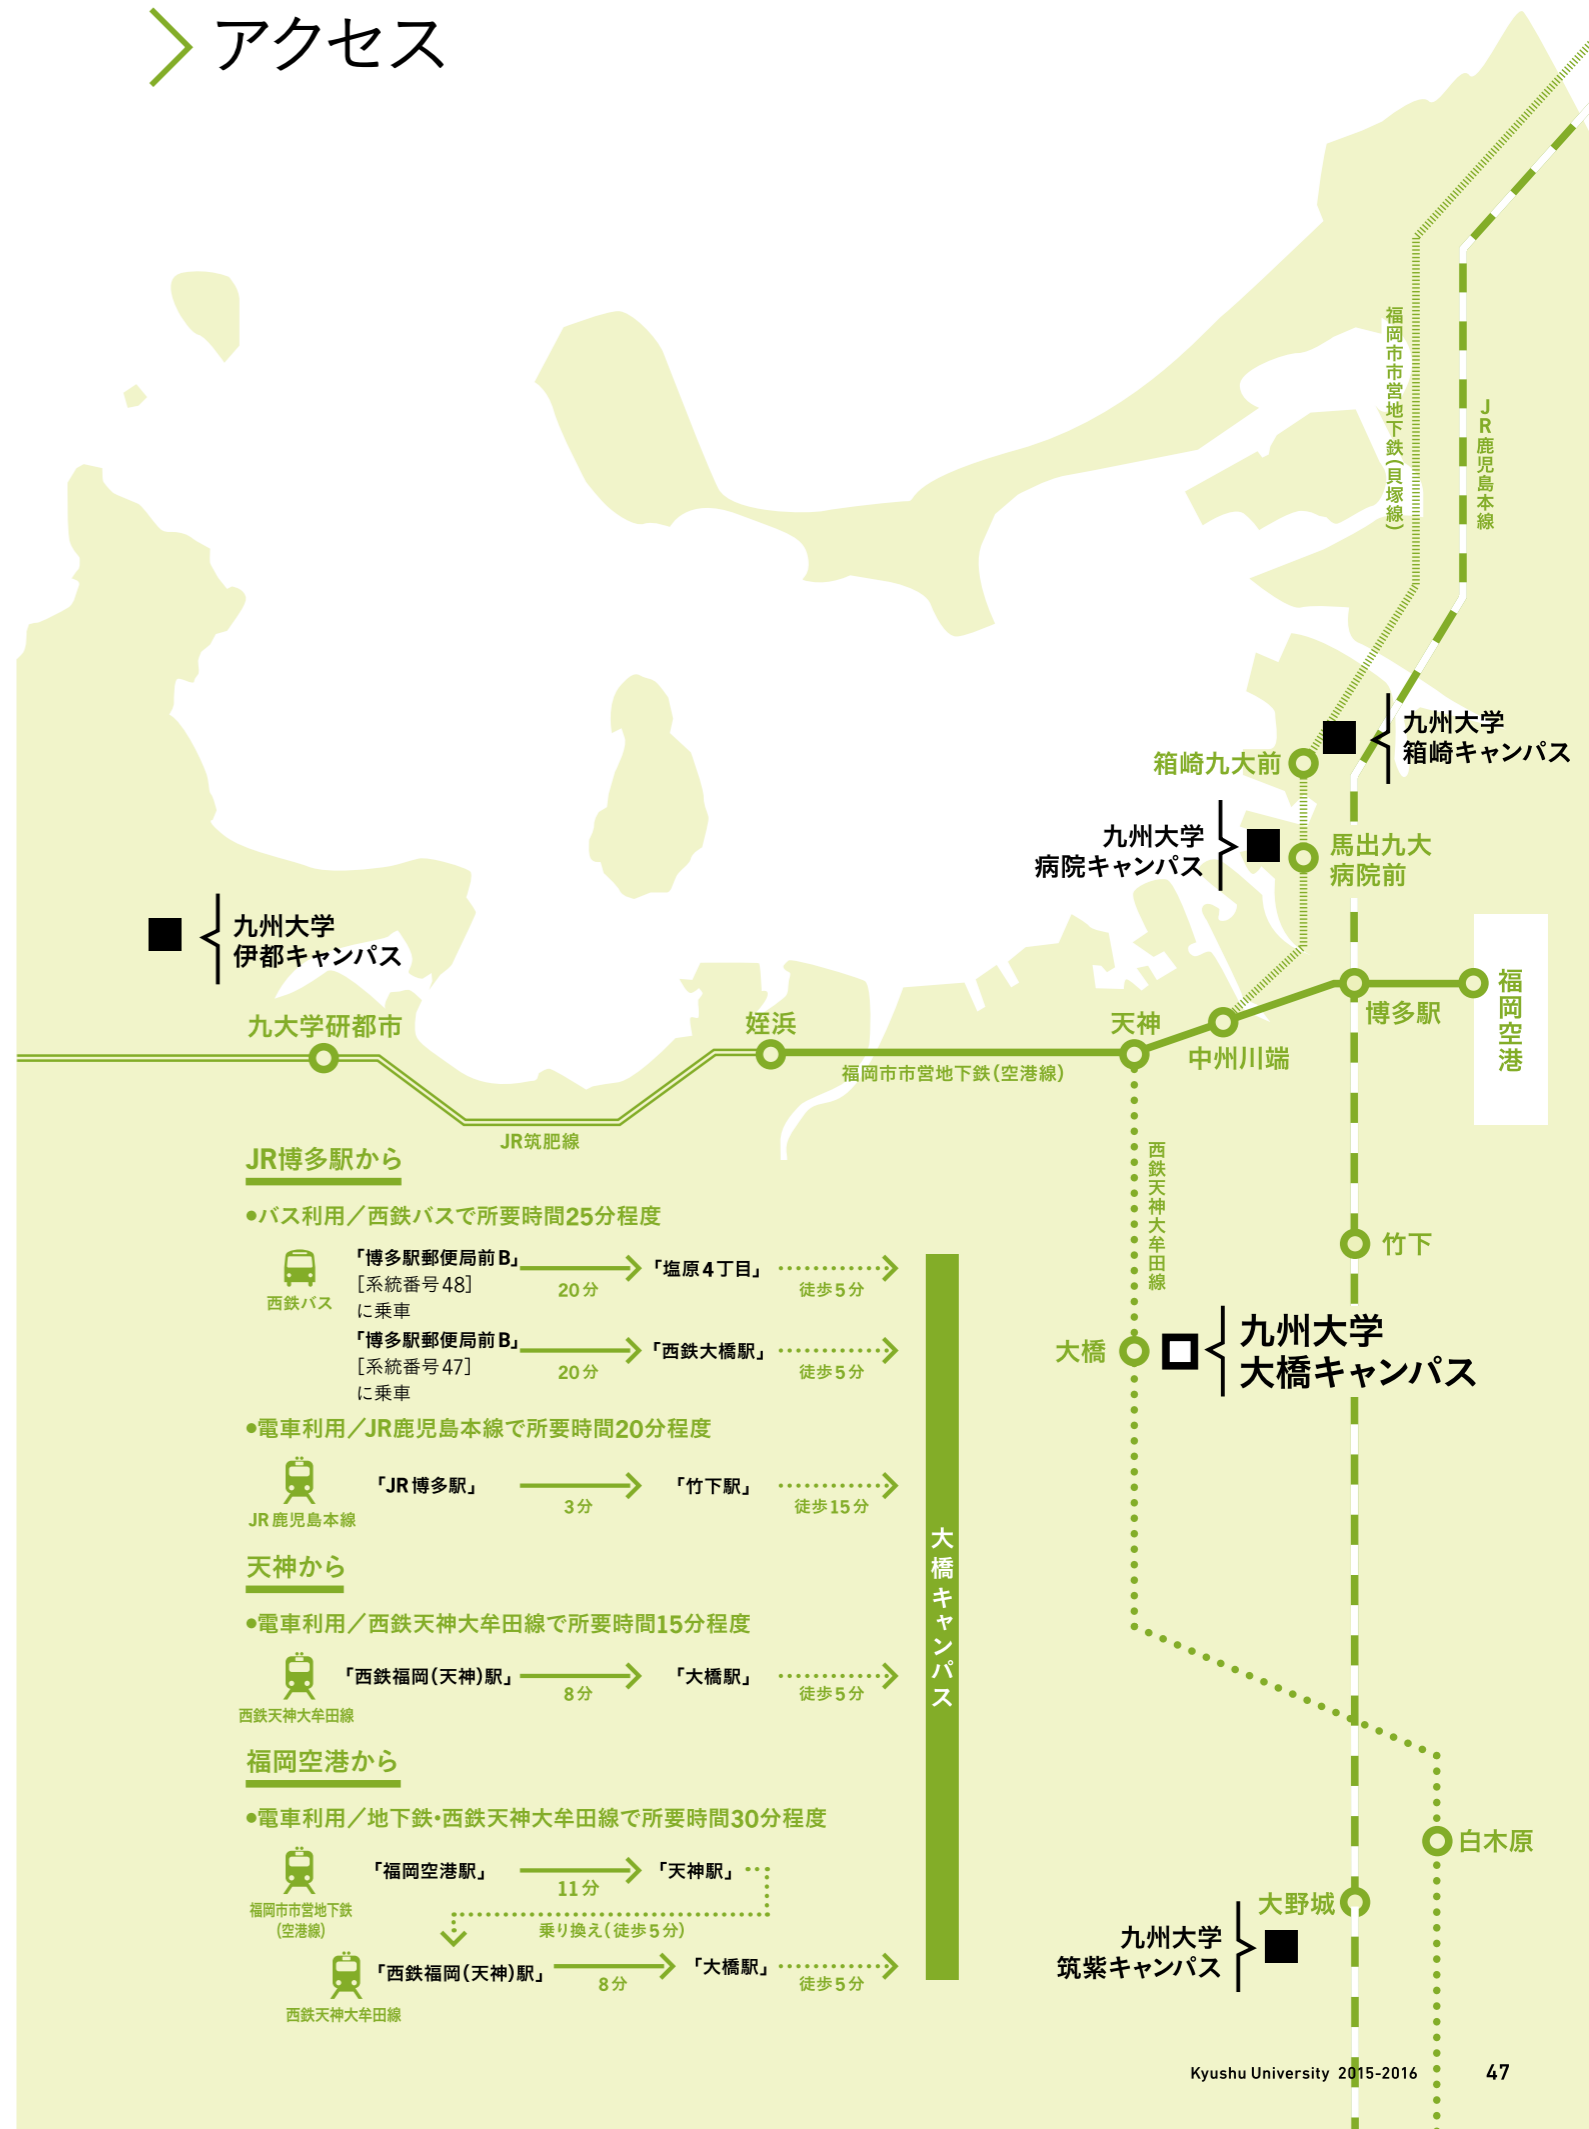 アクセス
福岡市市営地下鉄(貝塚線)
JR鹿児島本線
九州大学
箱崎キャンパス
箱崎九大前
九州大学
病院キャンパス
馬出九大
病院前
九州大学
伊都キャンパス
九大学研都市
姪浜
天神
中州川端
博多駅
福岡空港
福岡市市営地下鉄(空港線)
JR筑肥線
西鉄天神大牟田線
竹下
大橋
九州大学
大橋キャンパス
白木原
大野城
九州大学
筑紫キャンパス
JR博多駅から
●バス利用／西鉄バスで所要時間25分程度
西鉄バス
「博多駅郵便局前B」
[系統番号48]
に乗車
20分
「塩原4丁目」
徒歩5分
「博多駅郵便局前B」
[系統番号47]
に乗車
20分
「西鉄大橋駅」
徒歩5分
●電車利用／JR鹿児島本線で所要時間20分程度
JR鹿児島本線
「JR博多駅」
3分
「竹下駅」
徒歩15分
天神から
●電車利用／西鉄天神大牟田線で所要時間15分程度
西鉄天神大牟田線
「西鉄福岡(天神)駅」
8分
「大橋駅」
徒歩5分
福岡空港から
●電車利用／地下鉄・西鉄天神大牟田線で所要時間30分程度
福岡市市営地下鉄
(空港線)
「福岡空港駅」
11分
「天神駅」
乗り換え(徒歩5分)
西鉄天神大牟田線
「西鉄福岡(天神)駅」
8分
「大橋駅」
徒歩5分
大橋キャンパス
Kyushu University 2015-2016
47